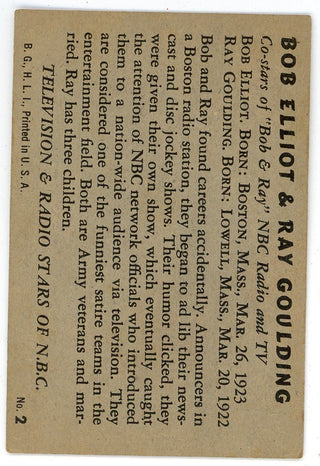 BOB ELLIOT & RAY GOULDING
Co-stars of "Bob & Ray" NBC Radio and TV
BOB ELLIOT. BORN: BOSTON, MASS., MAR. 26, 1923
RAY GOULDING. BORN: LOWELL, MASS., MAR. 20, 1922
Bob and Ray found careers accidentally. Announcers in
a Boston radio station, they began to ad lib their news-
cast and disc jockey shows. Their humor clicked, they
were given their own show, which eventually caught
the attention of NBC network officials who introduced
them to a nation-wide audience via television. They
are considered one of the funniest satire teams in the
entertainment field. Both are Army veterans and mar-
ried. Ray has three children.
TELEVISION & RADIO STARS OF N.B.C.
B. G., H. L. I., Printed in U. S. A.
No. 2